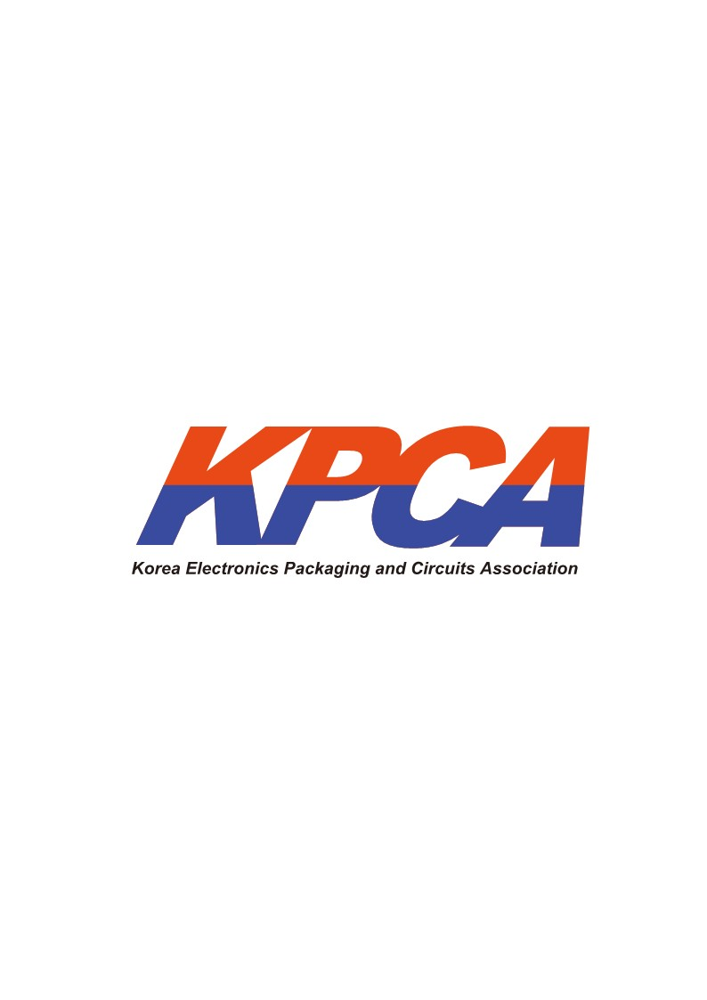 KPCA
Korea Electronics Packaging and Circuits Association